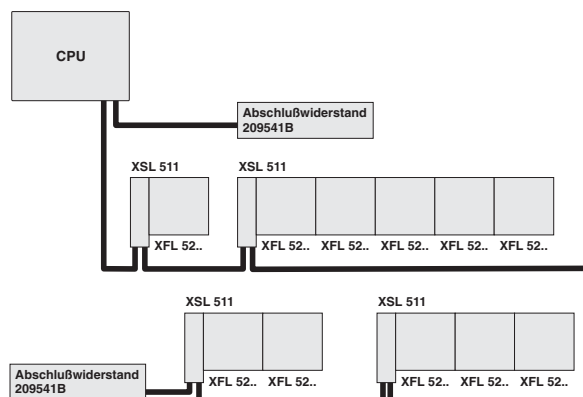 CPU
Abschlußwiderstand
209541B
XSL 511
XSL 511
XFL 52..
XFL 52.. XFL 52.. XFL 52.. XFL 52.. XFL 52..
XSL 511
XSL 511
Abschlußwiderstand
209541B
XFL 52.. XFL 52..
XFL 52.. XFL 52.. XFL 52..